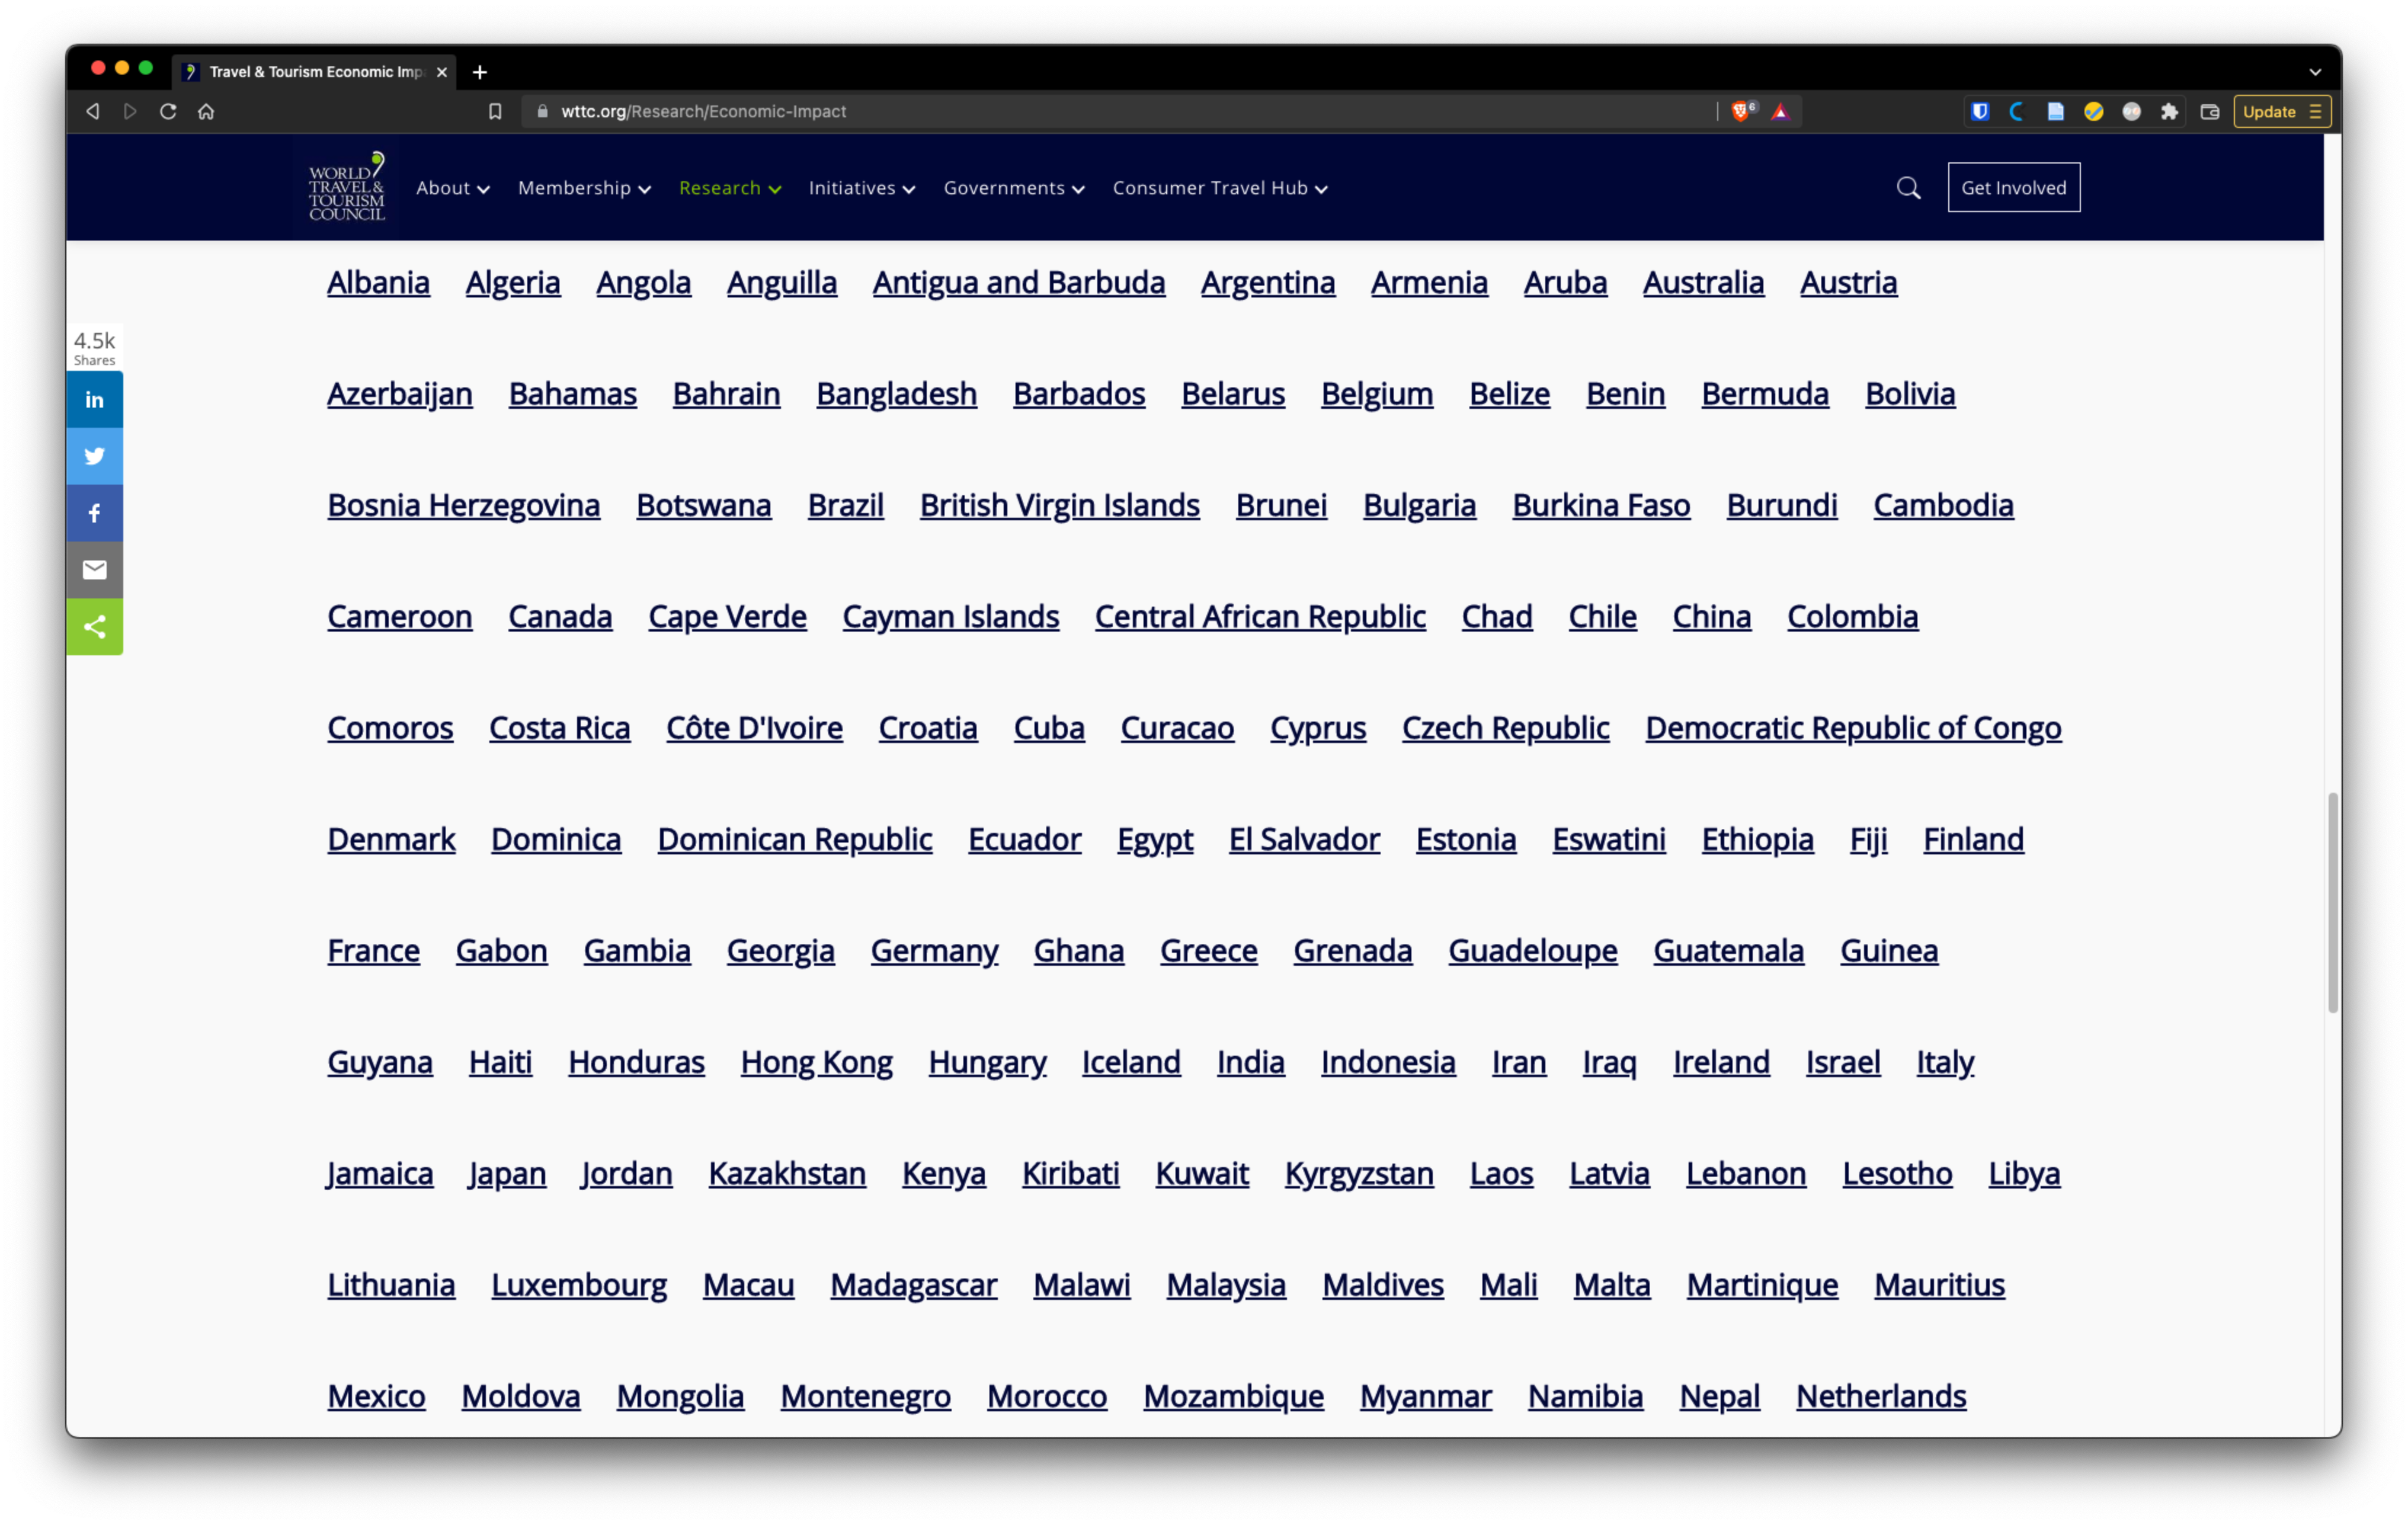 Travel & Tourism Economic Imp
wttc.org/Research/Economic-Impact
6
Update
WORLD
TRAVEL &
TOURISM
COUNCIL
About Membership Research Initiatives Governments Consumer Travel Hub
Get Involved
Albania Algeria Angola Anguilla Antigua and Barbuda Argentina Armenia Aruba Australia Austria
4.5k
Shares
in
f
Azerbaijan Bahamas Bahrain Bangladesh Barbados Belarus Belgium Belize Benin Bermuda Bolivia
Bosnia Herzegovina Botswana Brazil British Virgin Islands Brunei Bulgaria Burkina Faso Burundi Cambodia
Cameroon Canada Cape Verde Cayman Islands Central African Republic Chad Chile China Colombia
Comoros Costa Rica Côte D'Ivoire Croatia Cuba Curacao Cyprus Czech Republic Democratic Republic of Congo
Denmark Dominica Dominican Republic Ecuador Egypt El Salvador Estonia Eswatini Ethiopia Fiji Finland
France Gabon Gambia Georgia Germany Ghana Greece Grenada Guadeloupe Guatemala Guinea
Guyana Haiti Honduras Hong Kong Hungary Iceland India Indonesia Iran Iraq Ireland Israel Italy
Jamaica Japan Jordan Kazakhstan Kenya Kiribati Kuwait Kyrgyzstan Laos Latvia Lebanon Lesotho Libya
Lithuania Luxembourg Macau Madagascar Malawi Malaysia Maldives Mali Malta Martinique Mauritius
Mexico Moldova Mongolia Montenegro Morocco Mozambique Myanmar Namibia Nepal Netherlands